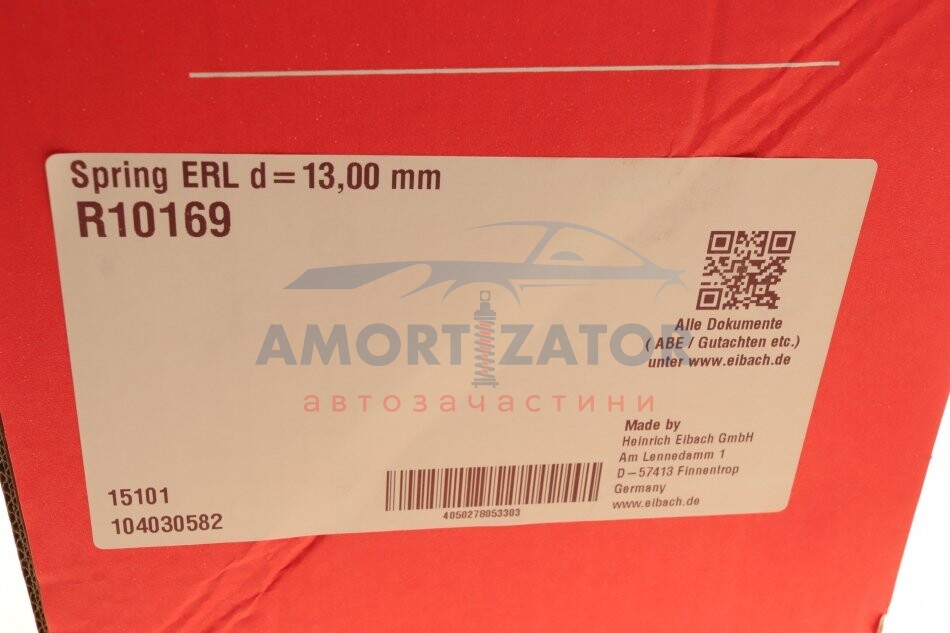 Spring ERL d=13,00 mm
R10169
AMORTIZATOR
автозачастини
Alle Dokumente
( ABE / Gutachten etc.)
unter www.eibach.de
Made by
Heinrich Eibach GmbH
Am Lennedamm 1
D-57413 Finnentrop
Germany
www.eibach.de
15101
104030582
4050278053303